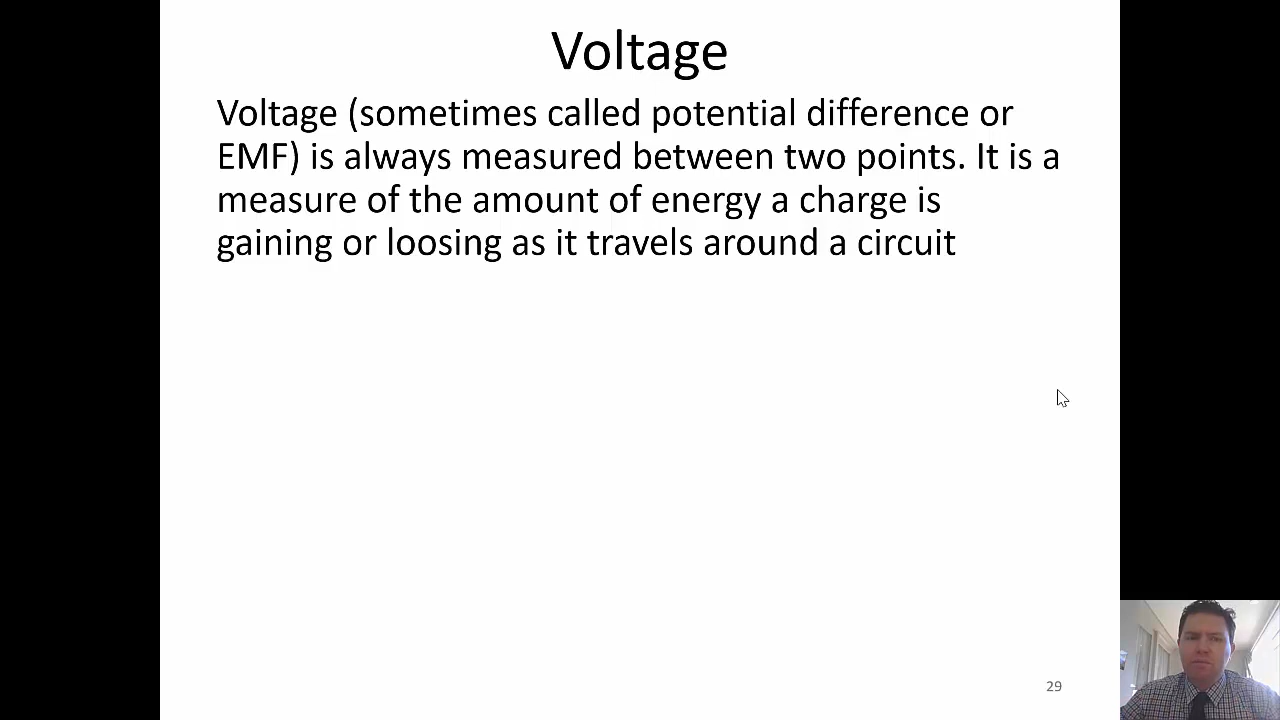 Voltage
Voltage (sometimes called potential difference or
EMF) is always measured between two points. It is a
measure of the amount of energy a charge is
gaining or loosing as it travels around a circuit
29